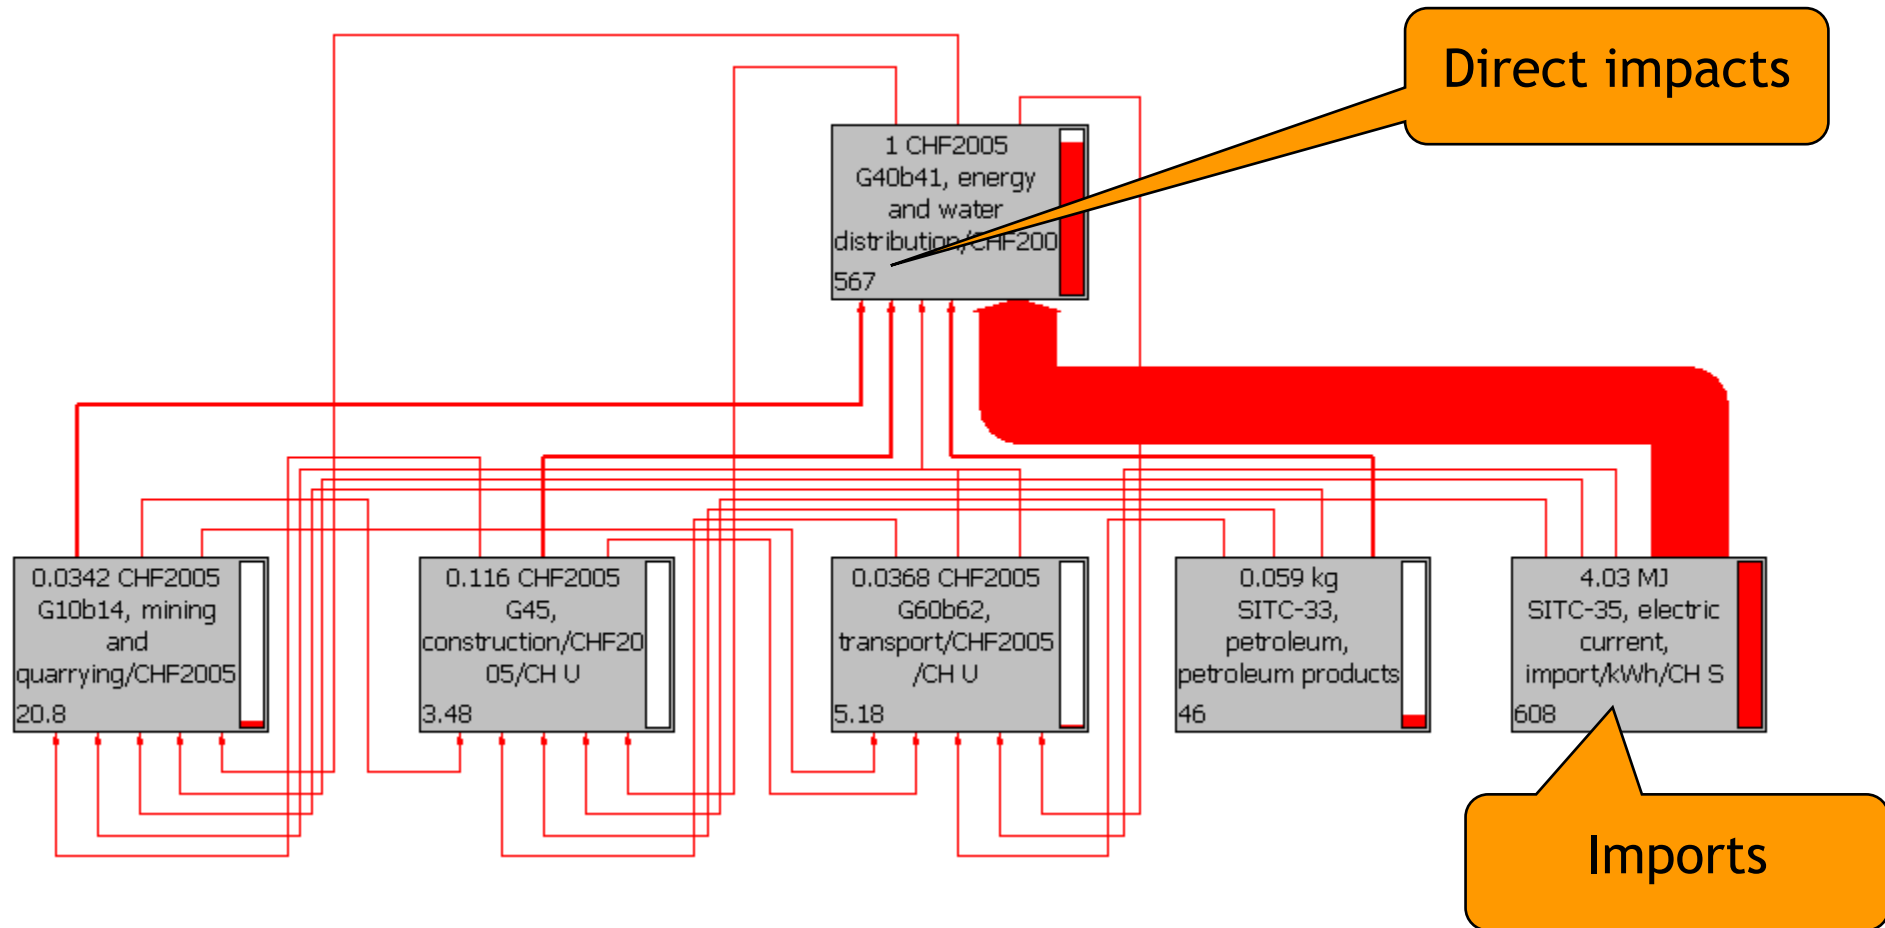 Direct impacts
1 CHF2005
G40b41, energy
and water
distribution/CHF200
567
0.0342 CHF2005
G10b14, mining
and
quarrying/CHF2005
20.8
0.116 CHF2005
G45,
construction/CHF20
05/CH U
3.48
0.0368 CHF2005
G60b62,
transport/CHF2005
/CH U
5.18
0.059 kg
SITC-33,
petroleum,
petroleum products
46
4.03 MJ
SITC-35, electric
current,
import/kWh/CH S
608
Imports